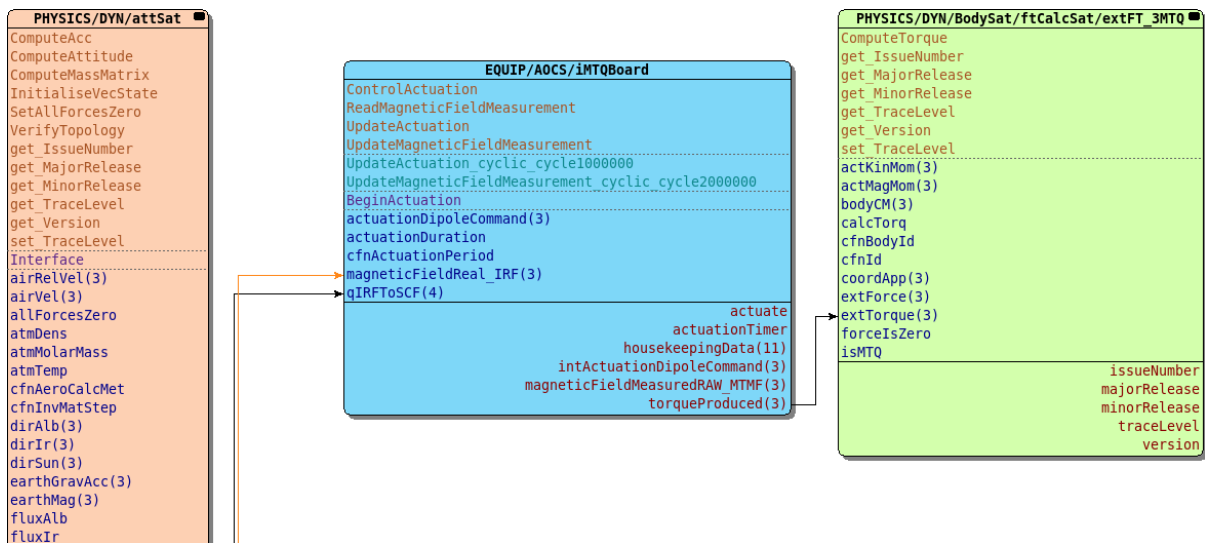 PHYSICS/DYN/attSat
ComputeAcc
ComputeAttitude
ComputeMassMatrix
InitialiseVecState
SetAllForcesZero
VerifyTopology
get_IssueNumber
get_MajorRelease
get_MinorRelease
get_TraceLevel
get_Version
set_TraceLevel
Interface
airRelVel(3)
airVel(3)
allForcesZero
atmDens
atmMolarMass
atmTemp
cfnAeroCalcMet
cfnInvMatStep
dirAlb(3)
dirIr(3)
dirSun(3)
earthGravAcc(3)
earthMag(3)
fluxAlb
fluxIr
EQUIP/AOCS/iMTQBoard
ControlActuation
ReadMagneticFieldMeasurement
UpdateActuation
UpdateMagneticFieldMeasurement
UpdateActuation_cyclic_cycle1000000
UpdateMagneticFieldMeasurement_cyclic_cycle2000000
BeginActuation
actuationDipoleCommand(3)
actuationDuration
cfnActuationPeriod
magneticFieldReal_IRF(3)
qIRFToSCF(4)
actuate
actuationTimer
housekeepingData(11)
intActuationDipoleCommand(3)
magneticFieldMeasuredRAW_MTMF(3)
torqueProduced(3)
PHYSICS/DYN/BodySat/ftCalcSat/extFT_3MTQ
ComputeTorque
get_IssueNumber
get_MajorRelease
get_MinorRelease
get_TraceLevel
get_Version
set_TraceLevel
actKinMom(3)
actMagMom(3)
bodyCM(3)
calcTorq
cfnBodyId
cfnId
coordApp(3)
extForce(3)
extTorque(3)
forceIsZero
isMTQ
issueNumber
majorRelease
minorRelease
traceLevel
version